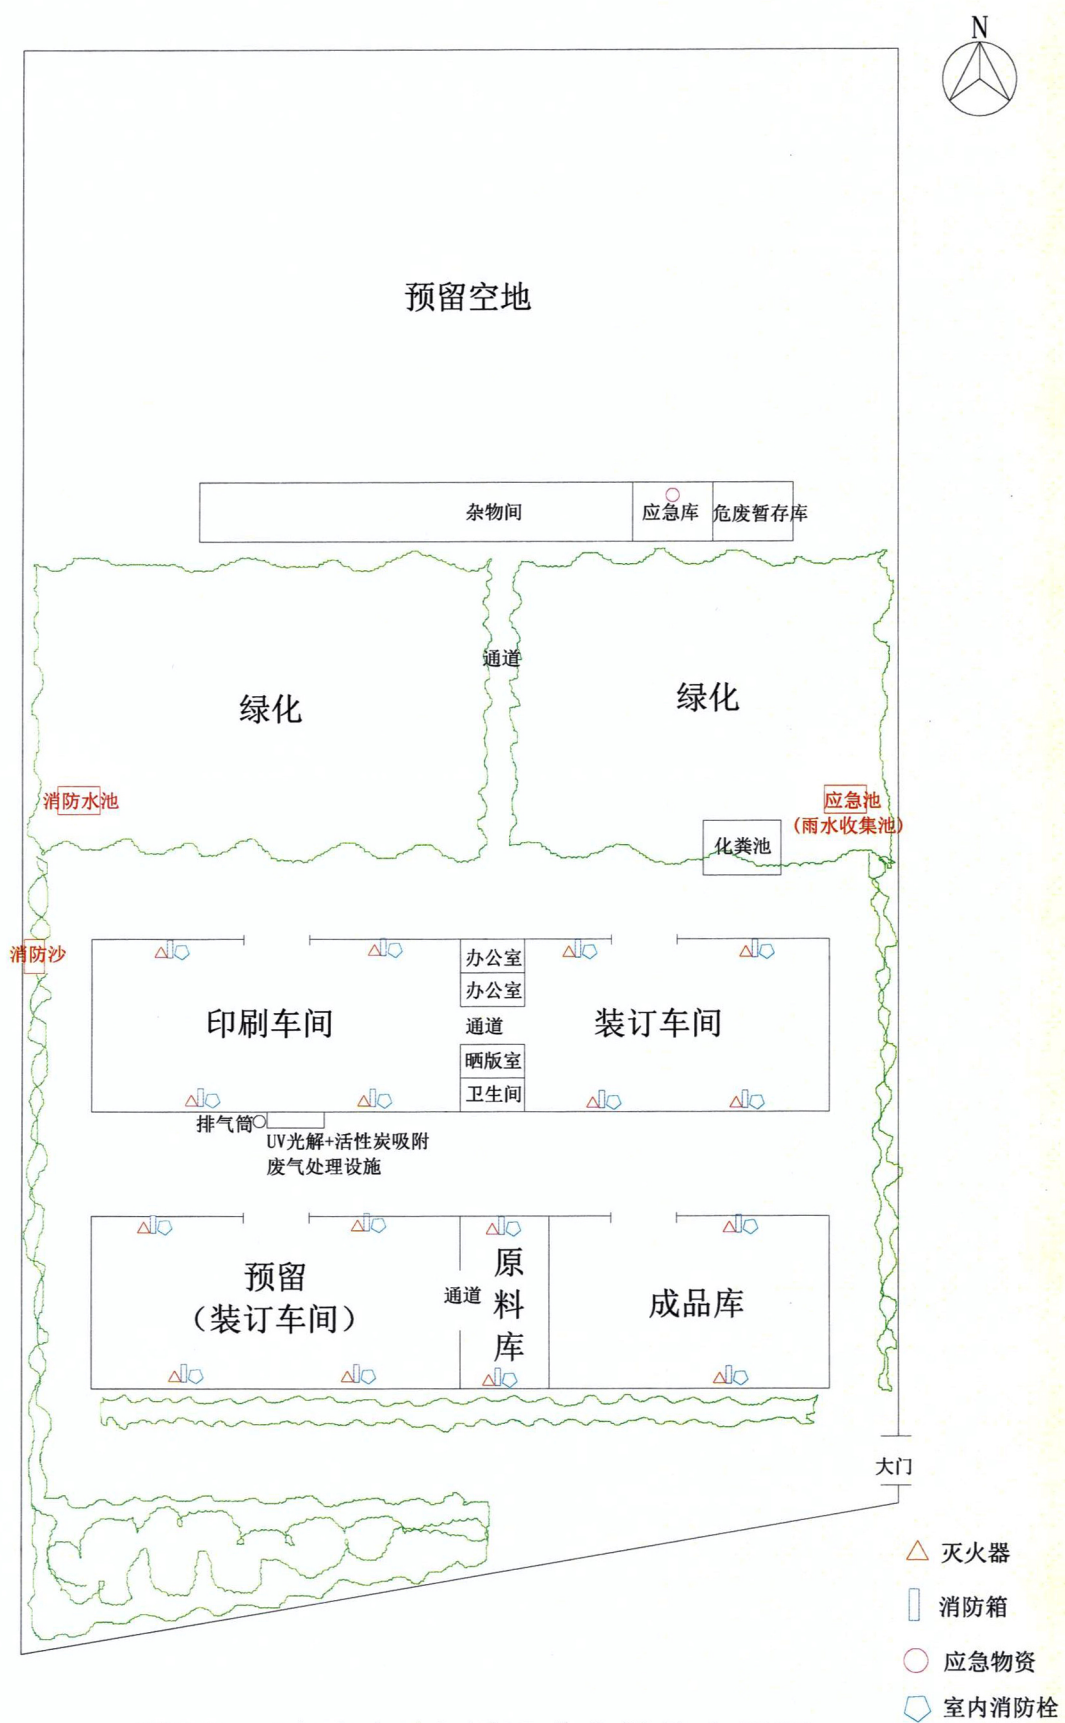 N
预留空地
杂物间
应急库
危废暂存库
通道
绿化
绿化
消防水池
应急池
(雨水收集池)
化粪池
消防沙
办公室
办公室
印刷车间
通道
装订车间
晒版室
卫生间
排气筒
UV光解+活性炭吸附
废气处理设施
预留
（装订车间）
通道
原
料
库
成品库
大门
灭火器
消防箱
应急物资
室内消防栓